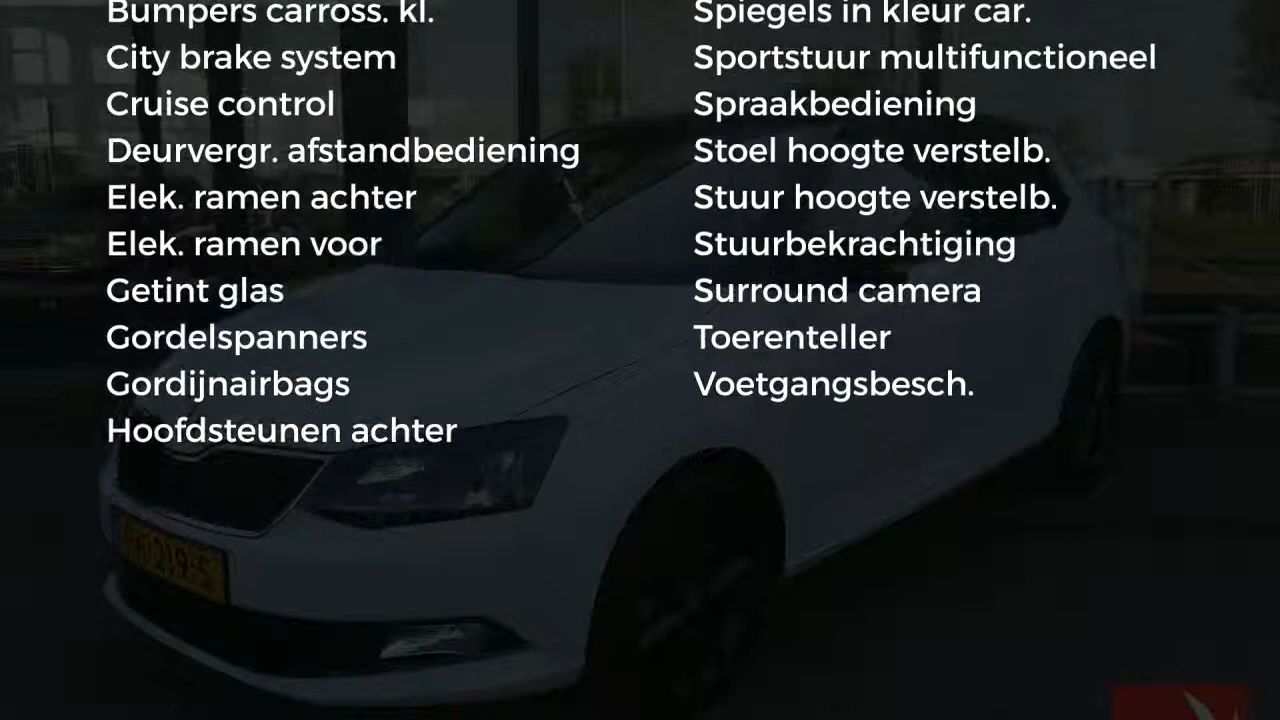 Bumpers carross. kl.
City brake system
Cruise control
Deurvergr. afstandbediening
Elek. ramen achter
Elek. ramen voor
Getint glas
Gordelspanners
Gordijnairbags
Hoofdsteunen achter
Spiegels in kleur car.
Sportstuur multifunctioneel
Spraakbediening
Stoel hoogte verstelb.
Stuur hoogte verstelb.
Stuurbekrachtiging
Surround camera
Toerenteller
Voetgangsbesch.